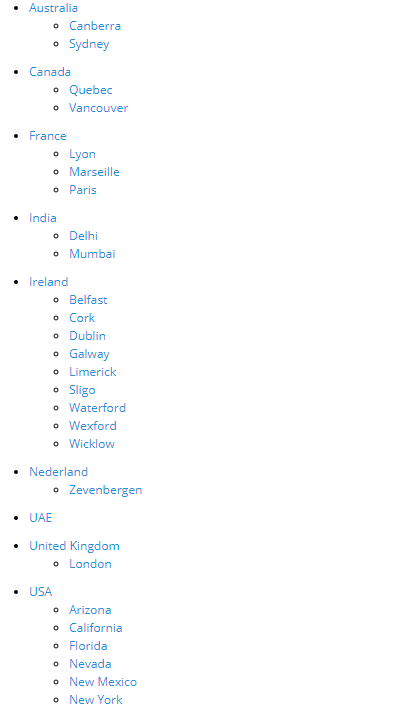 Australia
Canberra
Sydney
Canada
Quebec
Vancouver
France
Lyon
Marseille
Paris
India
Delhi
Mumbai
Ireland
Belfast
Cork
Dublin
Galway
Limerick
Sligo
Waterford
Wexford
Wicklow
Nederland
Zevenbergen
UAE
United Kingdom
London
USA
Arizona
California
Florida
Nevada
New Mexico
New York